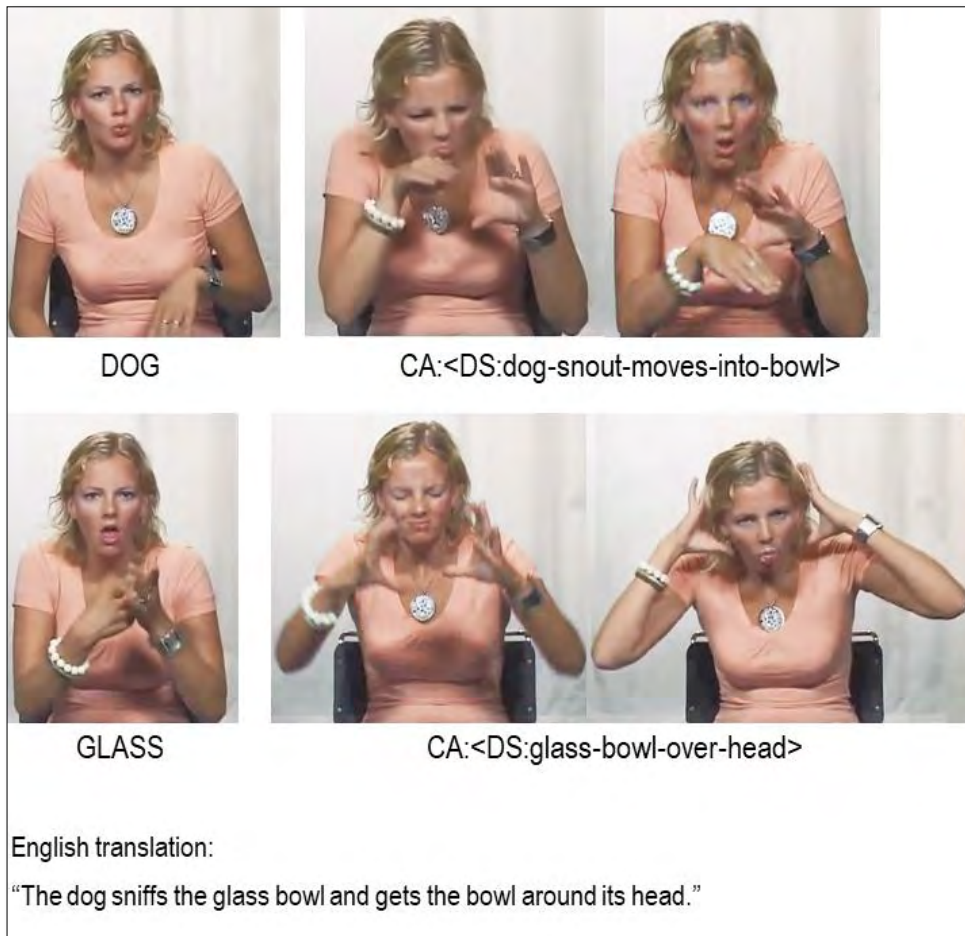 DOG
CA:<DS:dog-snout-moves-into-bowl>
GLASS
CA:<DS:glass-bowl-over-head>
English translation:
“The dog sniffs the glass bowl and gets the bowl around its head.”